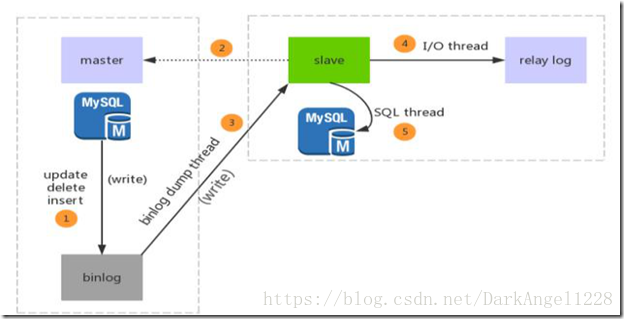 master
2
slave
4
I/O thread
relay log
MySQL
M
3
MySQL
M
SQL thread
5
update
delete
insert
(write)
1
binlog dump thread
(write)
binlog
https://blog.csdn.net/DarkAngel1228